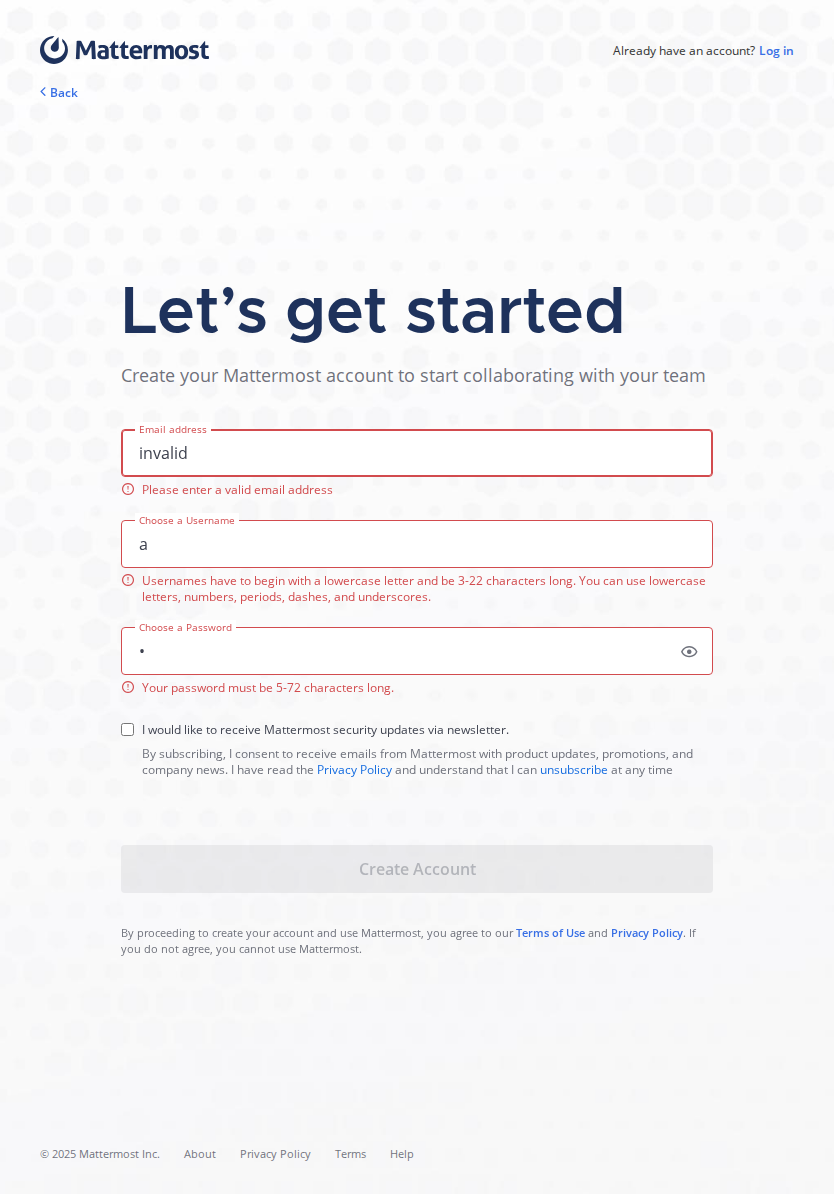 Mattermost
Already have an account? Log in
Back
Let's get started
Create your Mattermost account to start collaborating with your team
Email address
invalid
Please enter a valid email address
Choose a Username
a
Usernames have to begin with a lowercase letter and be 3-22 characters long. You can use lowercase
letters, numbers, periods, dashes, and underscores.
Choose a Password
•
Your password must be 5-72 characters long.
I would like to receive Mattermost security updates via newsletter.
By subscribing, I consent to receive emails from Mattermost with product updates, promotions, and
company news. I have read the Privacy Policy and understand that I can unsubscribe at any time
Create Account
By proceeding to create your account and use Mattermost, you agree to our Terms of Use and Privacy Policy. If
you do not agree, you cannot use Mattermost.
© 2025 Mattermost Inc. About Privacy Policy Terms Help